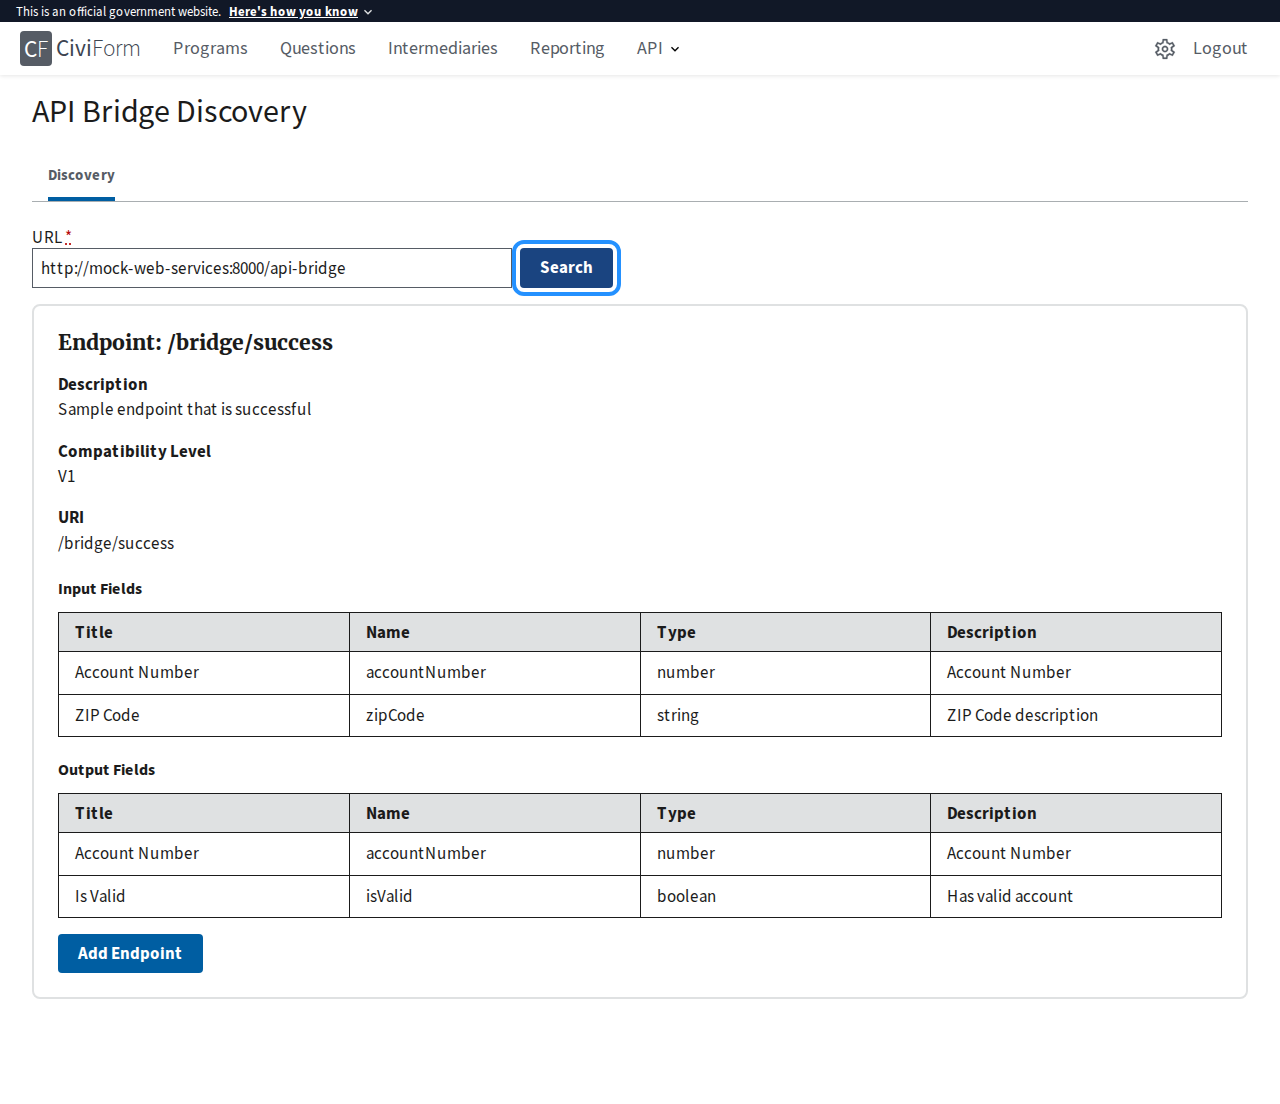 This is an official government website. Here's how you know
CF CiviForm Programs Questions Intermediaries Reporting API Logout
API Bridge Discovery
Discovery
URL *
http://mock-web-services:8000/api-bridge Search
Endpoint: /bridge/success
Description
Sample endpoint that is successful
Compatibility Level
V1
URI
/bridge/success
Input Fields
Title Name Type Description
Account Number accountNumber number Account Number
ZIP Code zipCode string ZIP Code description
Output Fields
Title Name Type Description
Account Number accountNumber number Account Number
Is Valid isValid boolean Has valid account
Add Endpoint